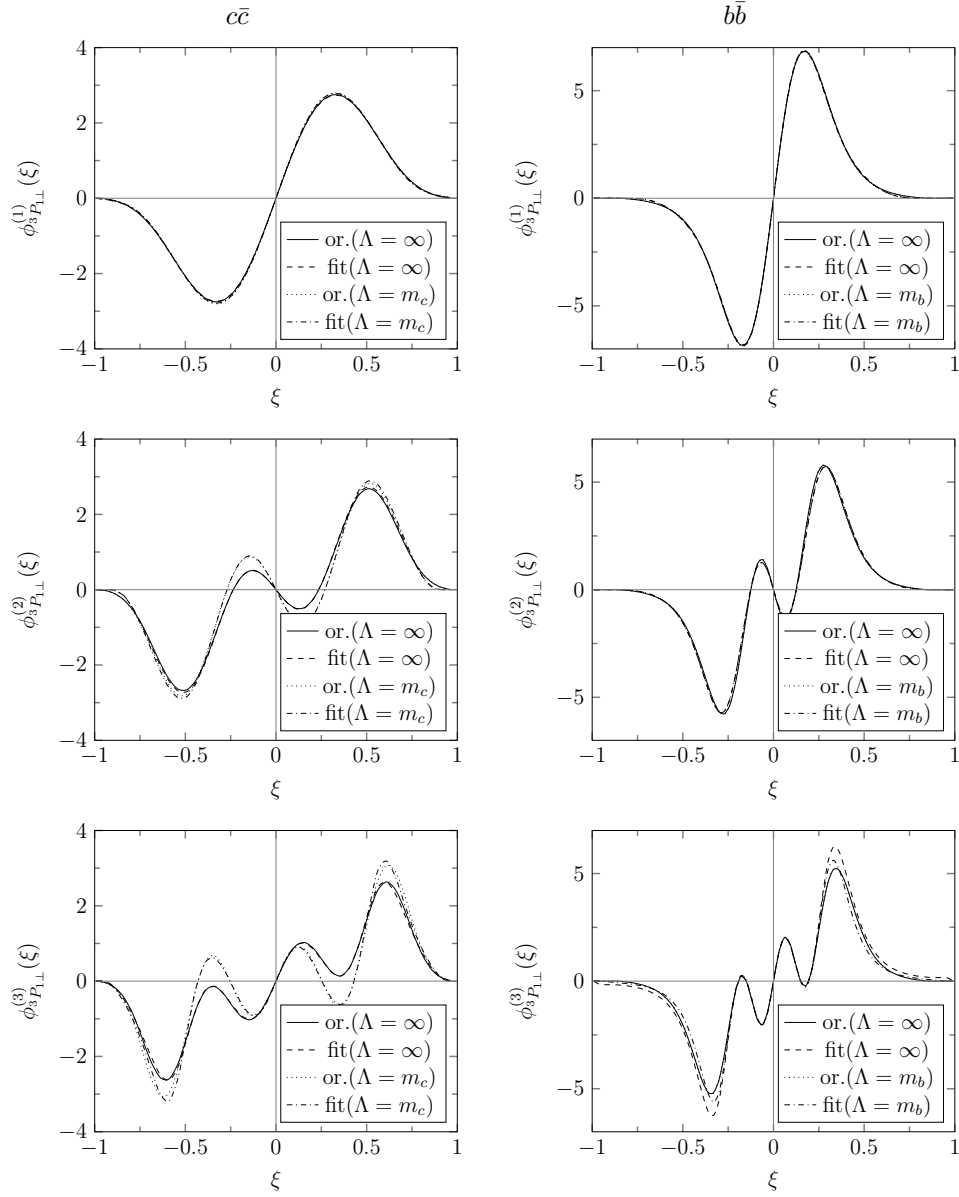 c c̄
b b̄
4
2
0
−2
−4
−1
−0.5
0
0.5
1
ϕ^{(1)}_{3P_{1⊥}}(ξ)
ξ
or.(Λ = ∞)
fit(Λ = ∞)
or.(Λ = m_c)
fit(Λ = m_c)
5
0
−5
−1
−0.5
0
0.5
1
ϕ^{(1)}_{3P_{1⊥}}(ξ)
ξ
or.(Λ = ∞)
fit(Λ = ∞)
or.(Λ = m_b)
fit(Λ = m_b)
4
2
0
−2
−4
−1
−0.5
0
0.5
1
ϕ^{(2)}_{3P_{1⊥}}(ξ)
ξ
or.(Λ = ∞)
fit(Λ = ∞)
or.(Λ = m_c)
fit(Λ = m_c)
5
0
−5
−1
−0.5
0
0.5
1
ϕ^{(2)}_{3P_{1⊥}}(ξ)
ξ
or.(Λ = ∞)
fit(Λ = ∞)
or.(Λ = m_b)
fit(Λ = m_b)
4
2
0
−2
−4
−1
−0.5
0
0.5
1
ϕ^{(3)}_{3P_{1⊥}}(ξ)
ξ
or.(Λ = ∞)
fit(Λ = ∞)
or.(Λ = m_c)
fit(Λ = m_c)
5
0
−5
−1
−0.5
0
0.5
1
ϕ^{(3)}_{3P_{1⊥}}(ξ)
ξ
or.(Λ = ∞)
fit(Λ = ∞)
or.(Λ = m_b)
fit(Λ = m_b)